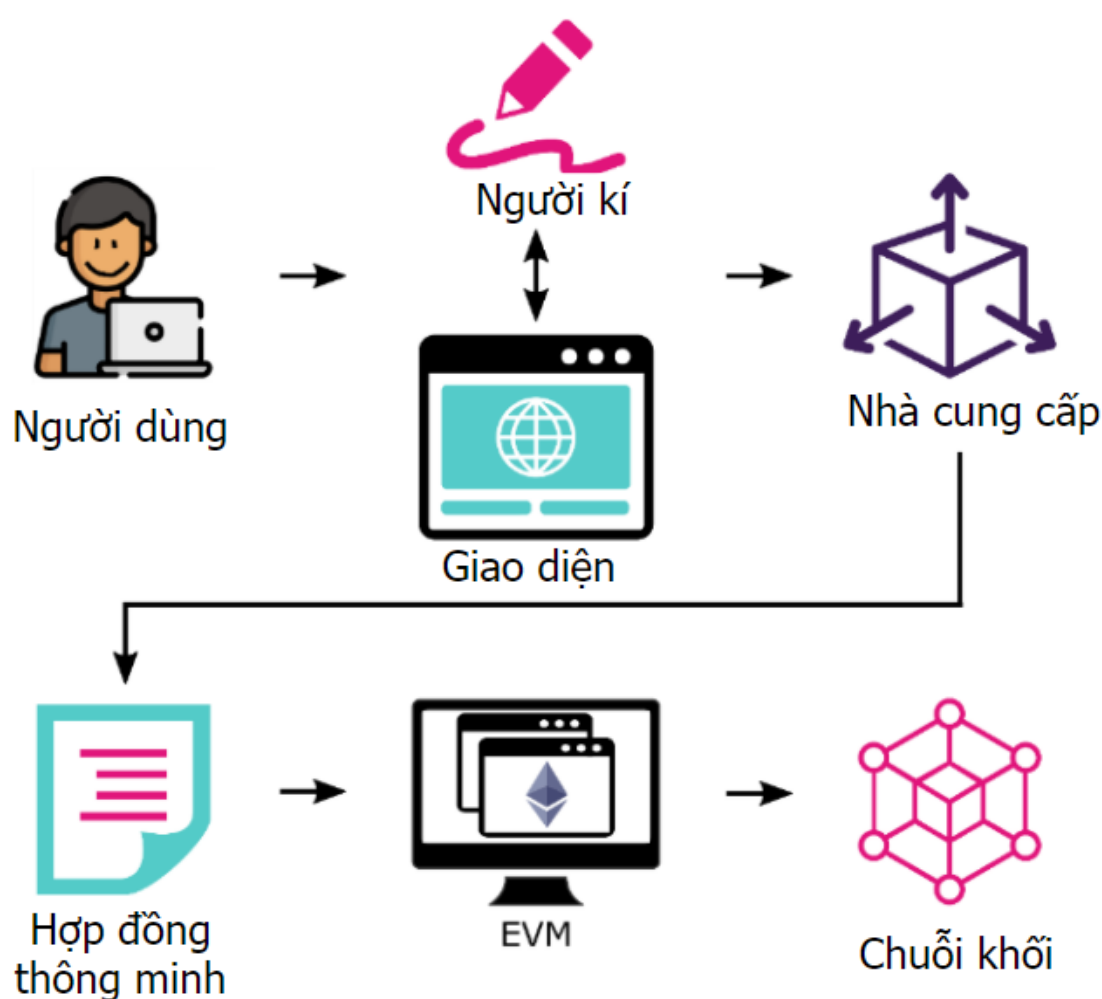 Người kí
Người dùng
Nhà cung cấp
Giao diện
Hợp đồng
thông minh
EVM
Chuỗi khối